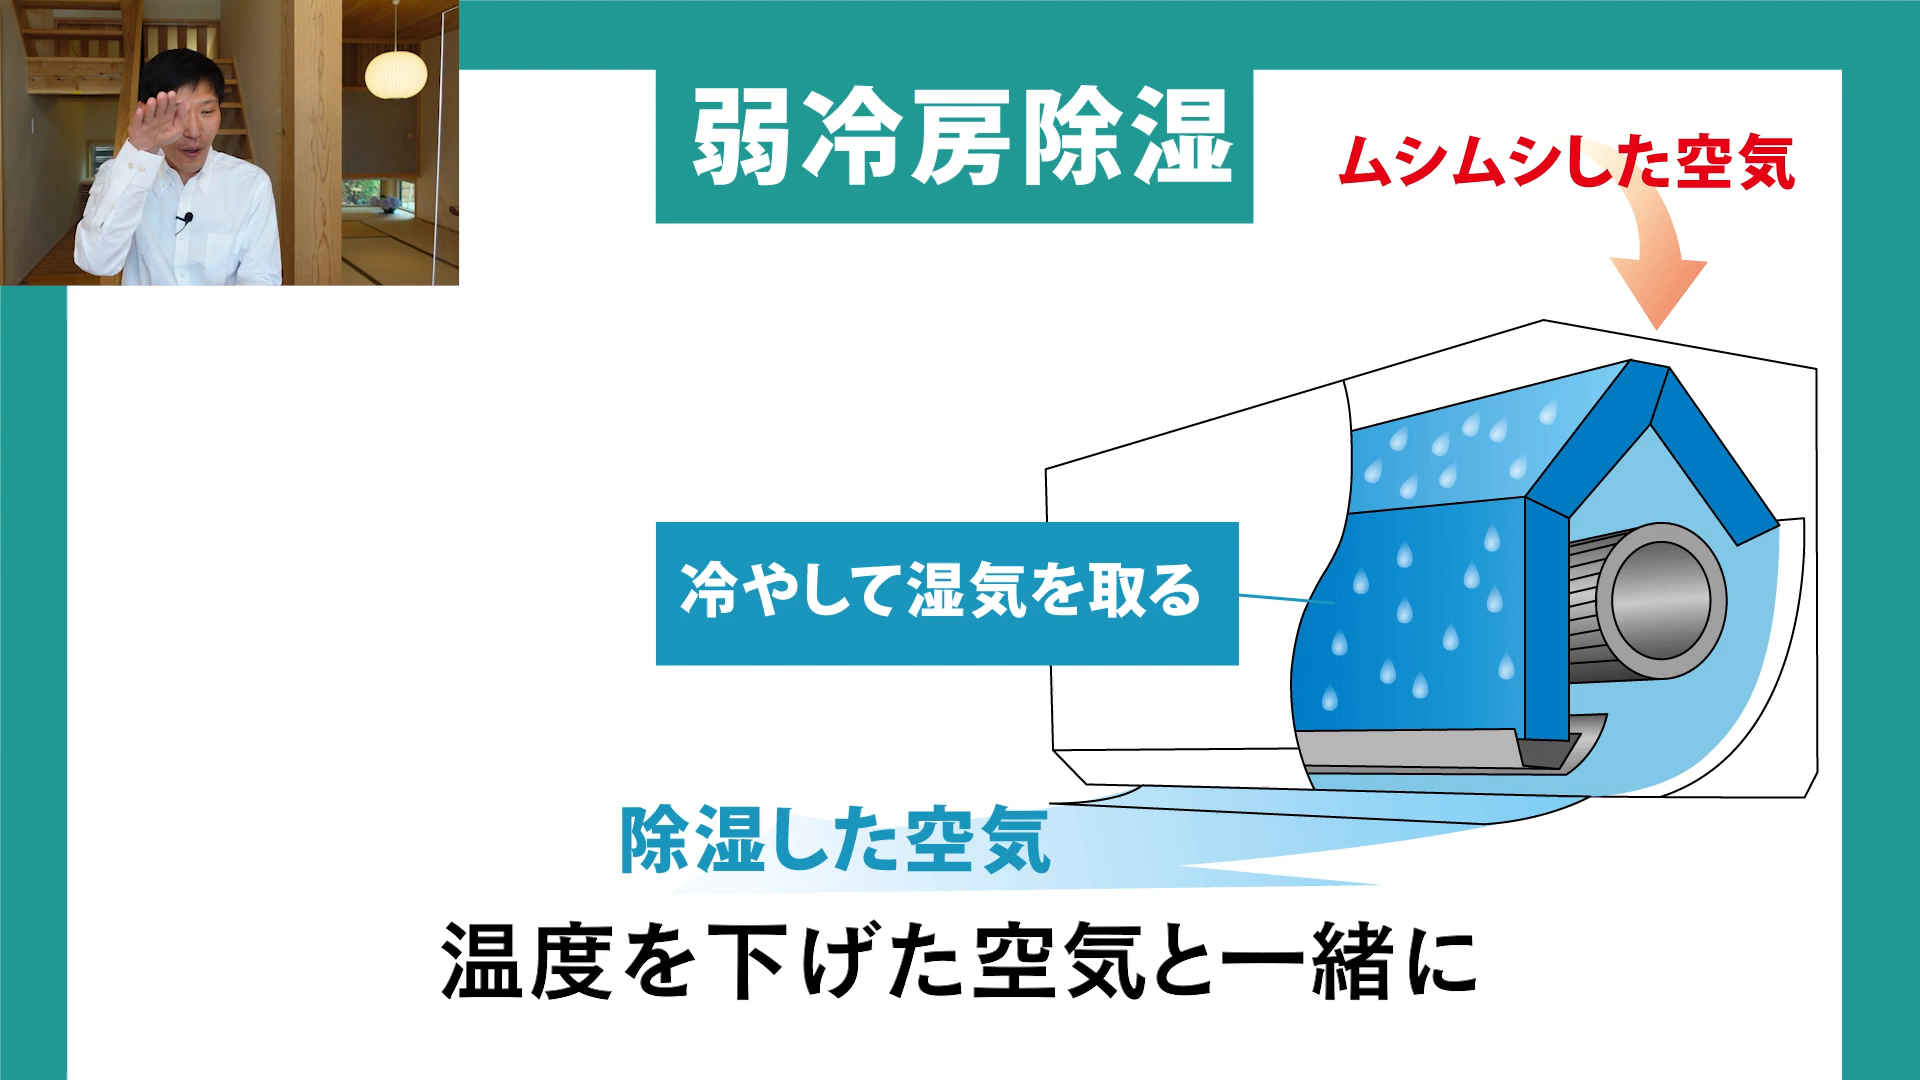 弱冷房除湿
ムシムシした空気
冷やして湿気を取る
除湿した空気
温度を下げた空気と一緒に